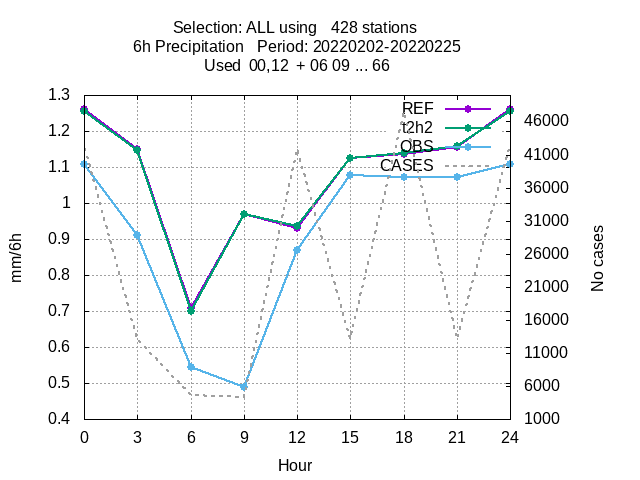 Selection: ALL using   428 stations
6h Precipitation   Period: 20220202-20220225
Used  00,12  + 06 09 ... 66
REF
t2h2
OBS
CASES
1.3
1.2
1.1
1
0.9
0.8
0.7
0.6
0.5
0.4
46000
41000
36000
31000
26000
21000
16000
11000
6000
1000
mm/6h
No cases
0 3 6 9 12 15 18 21 24
Hour